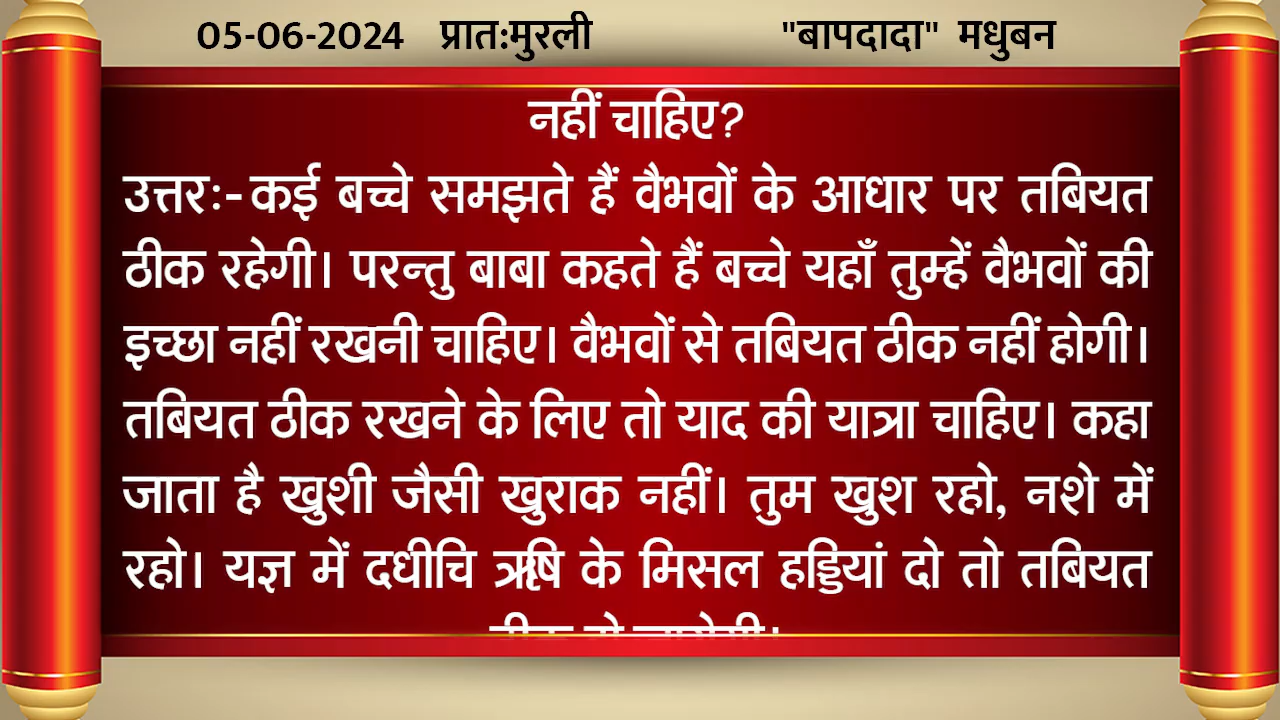 05-06-2024 प्रात:मुरली "बापदादा" मधुबन
नहीं चाहिए?
उत्तरः-कई बच्चे समझते हैं वैभवों के आधार पर तबियत
ठीक रहेगी। परन्तु बाबा कहते हैं बच्चे यहाँ तुम्हें वैभवों की
इच्छा नहीं रखनी चाहिए। वैभवों से तबियत ठीक नहीं होगी।
तबियत ठीक रखने के लिए तो याद की यात्रा चाहिए। कहा
जाता है खुशी जैसी खुराक नहीं। तुम खुश रहो, नशे में
रहो। यज्ञ में दधीचि ऋषि के मिसल हड्डियां दो तो तबियत